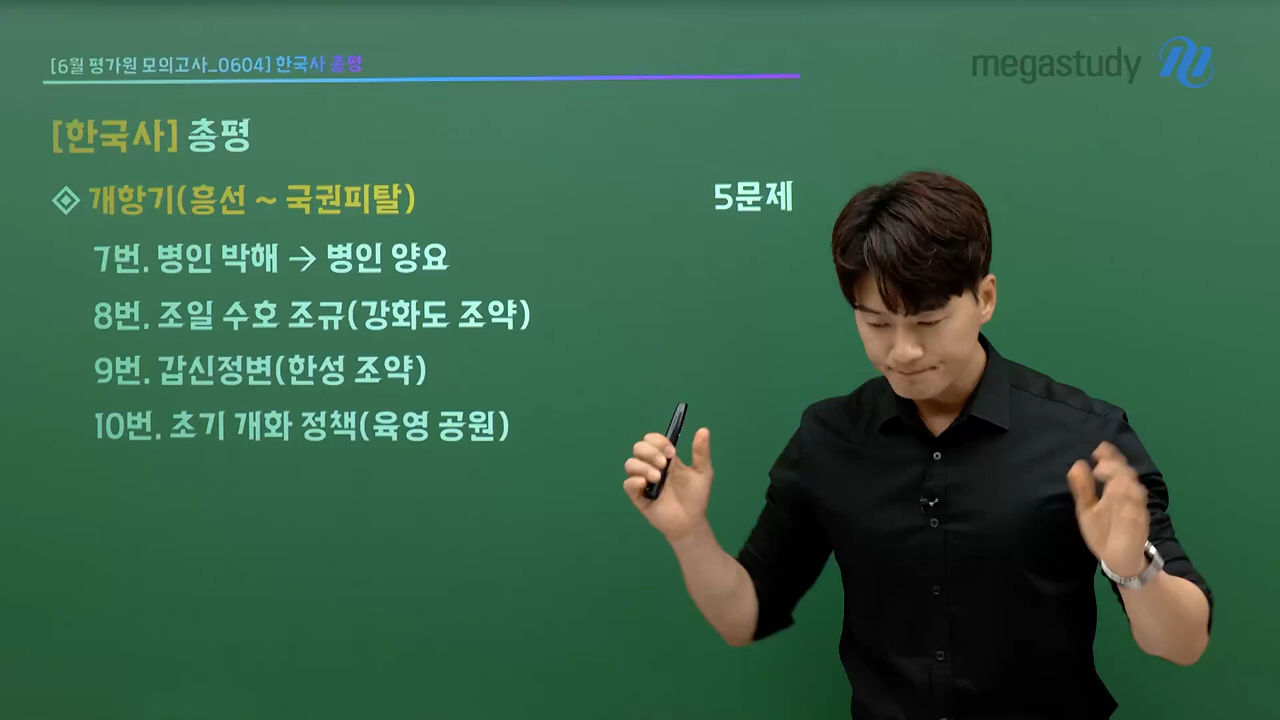 [6월 평가원 모의고사_0604] 한국사 총평
megastudy
[한국사] 총평
개항기(흥선 ~ 국권피탈)
5문제
7번. 병인 박해 → 병인 양요
8번. 조일 수호 조규(강화도 조약)
9번. 갑신정변(한성 조약)
10번. 초기 개화 정책(육영 공원)